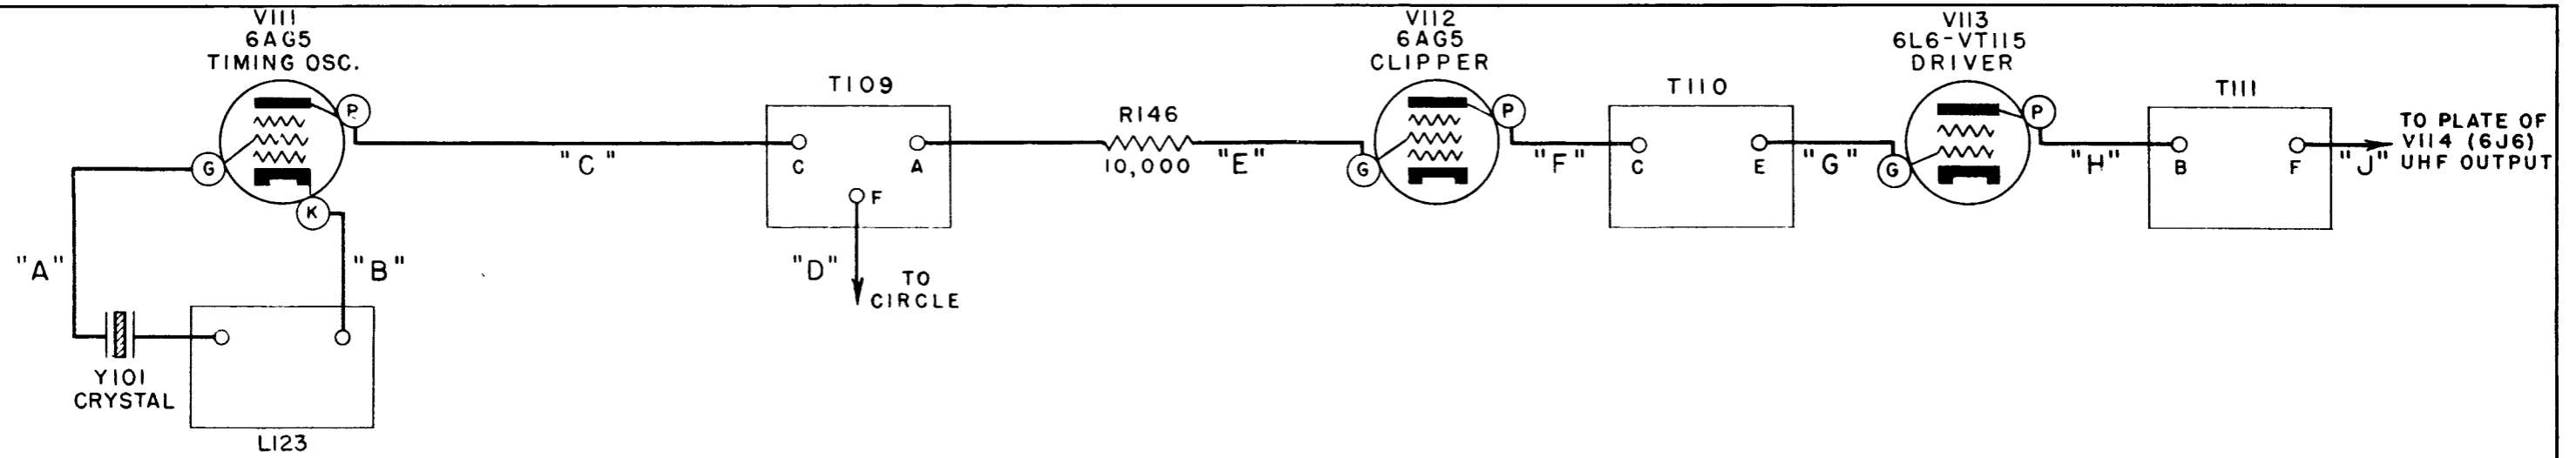 V111
6AG5
TIMING OSC.
P
G
K
"A"
"B"
Y101
CRYSTAL
L123
"C"
T109
C
A
F
"D"
TO
CIRCLE
R146
10,000
"E"
V112
6AG5
CLIPPER
P
G
"F"
T110
C
E
"G"
V113
6L6-VT115
DRIVER
P
G
"H"
T111
B
F
"J"
TO PLATE OF
V114 (6J6)
UHF OUTPUT